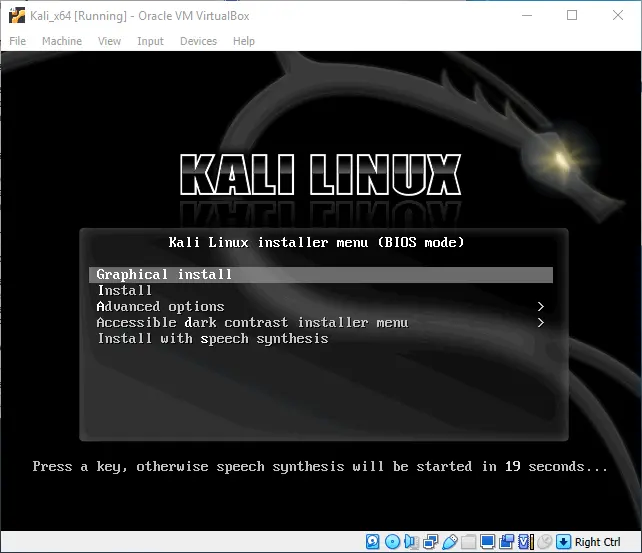 Kali_x64 [Running] - Oracle VM VirtualBox
File Machine View Input Devices Help
KALI LINUX
Kali Linux installer menu (BIOS mode)
Graphical install
Install
Advanced options >
Accessible dark contrast installer menu >
Install with speech synthesis
Press a key, otherwise speech synthesis will be started in 19 seconds...
Right Ctrl